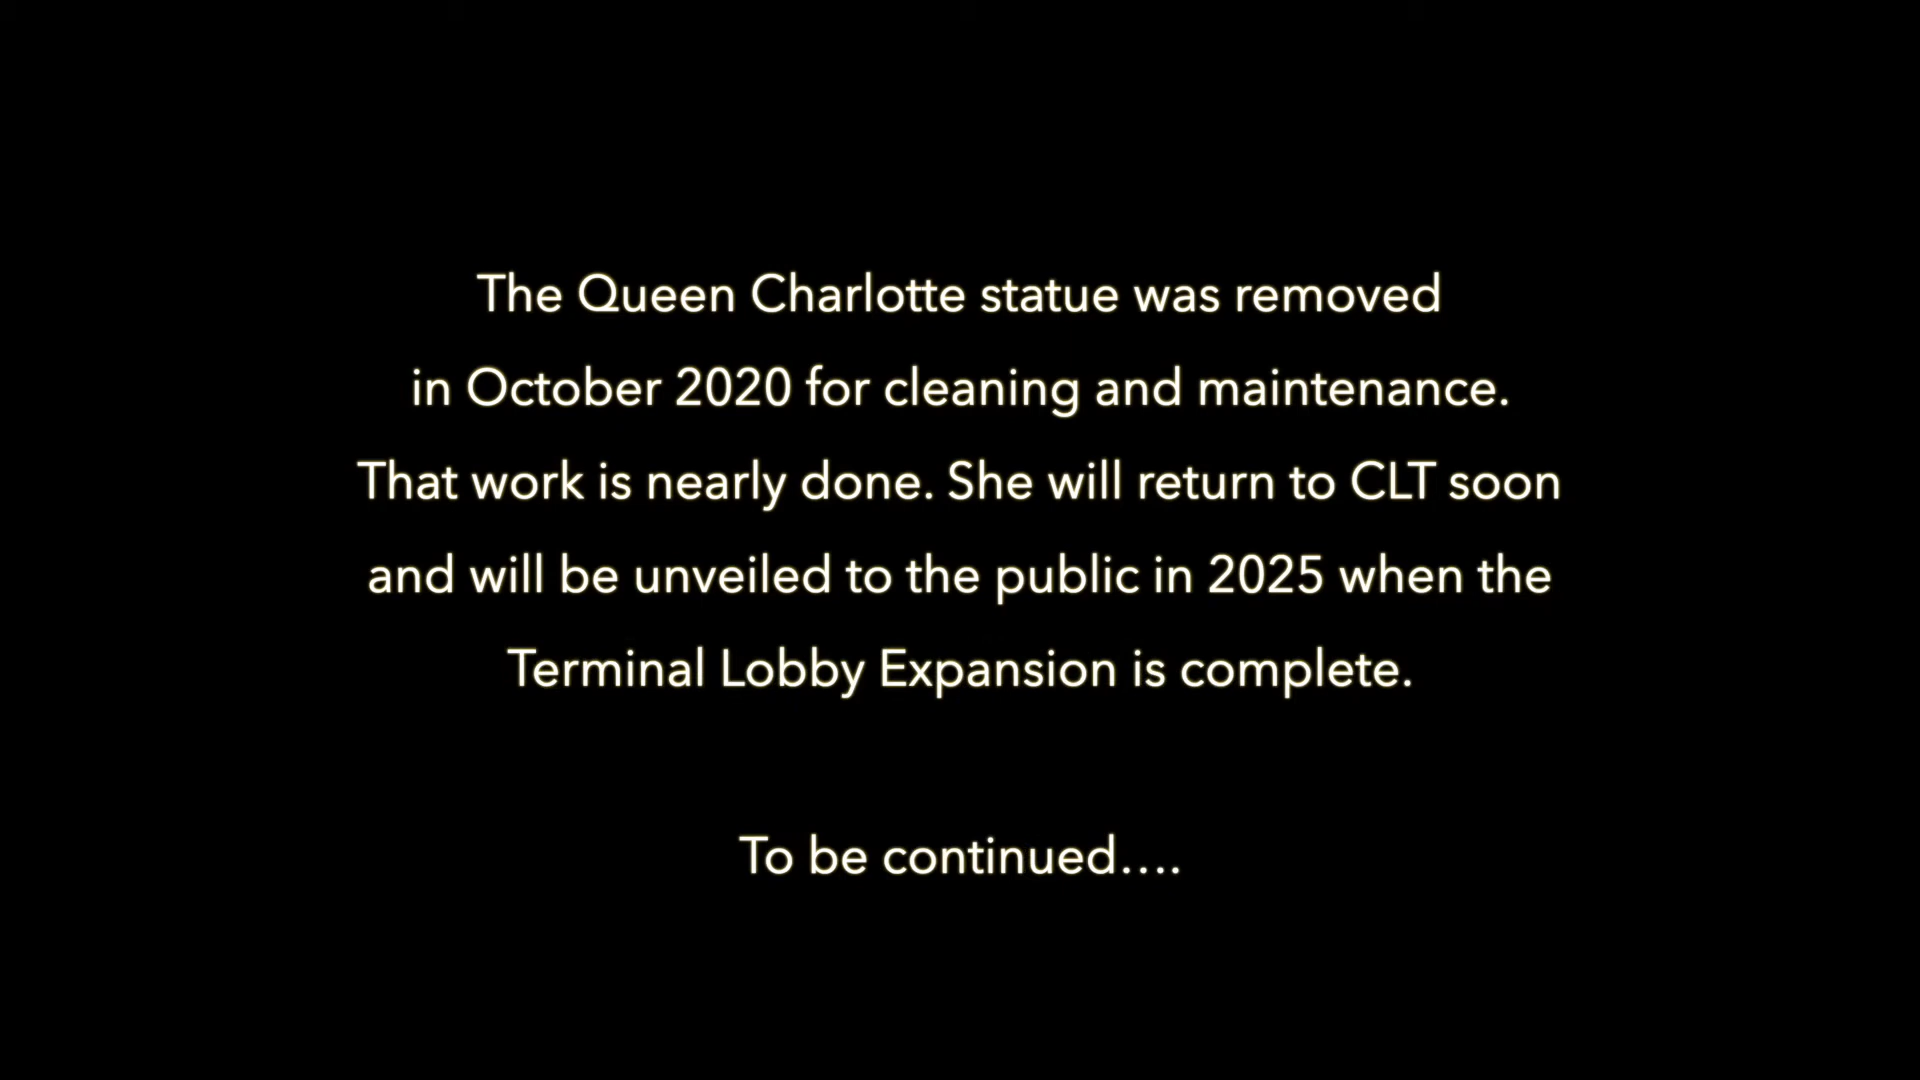 The Queen Charlotte statue was removed
in October 2020 for cleaning and maintenance.
That work is nearly done. She will return to CLT soon
and will be unveiled to the public in 2025 when the
Terminal Lobby Expansion is complete.
To be continued....